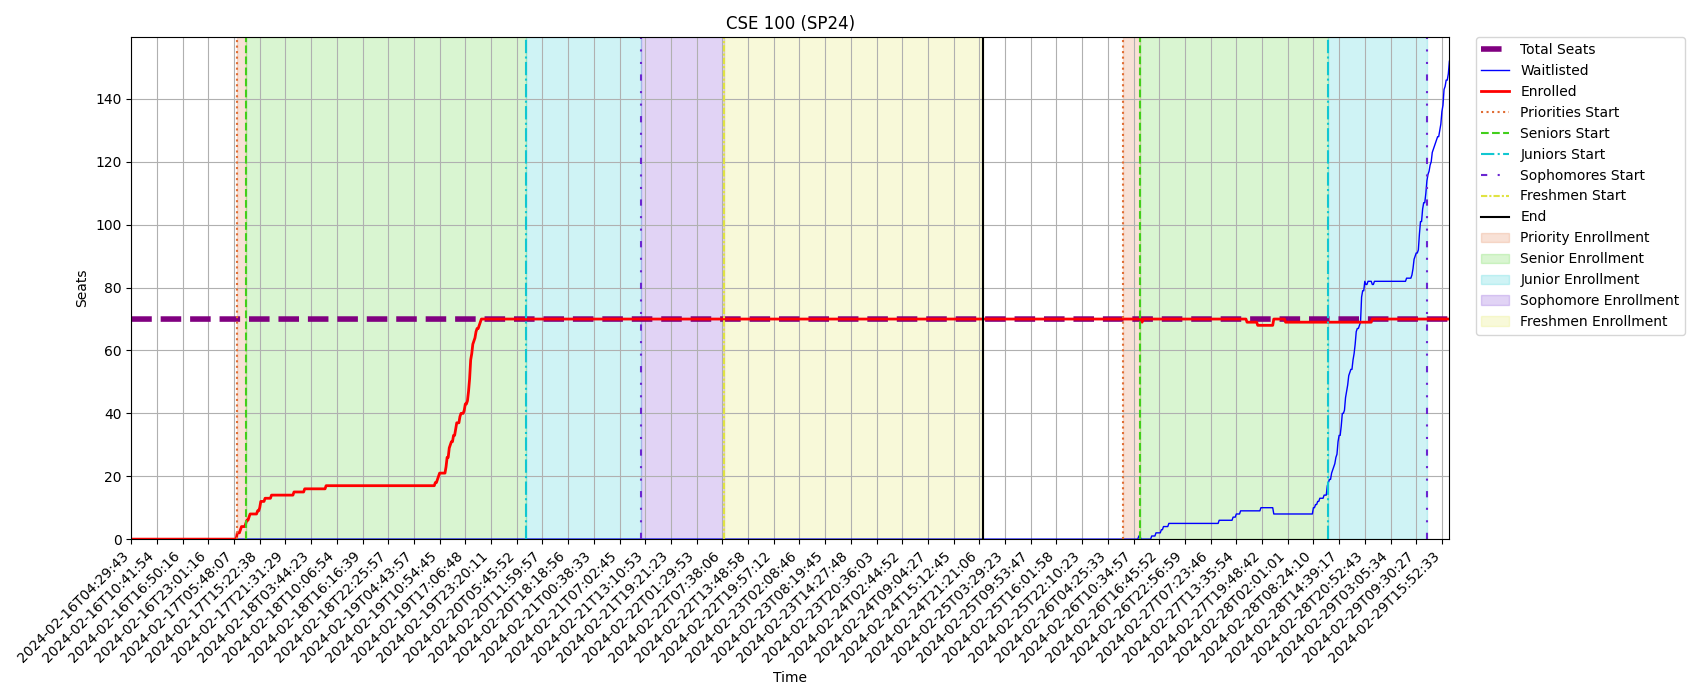 CSE 100 (SP24)
Seats
140
120
100
80
60
40
20
0
2024-02-16T04:29:43
2024-02-16T10:41:54
2024-02-16T16:50:16
2024-02-16T23:01:16
2024-02-17T05:48:07
2024-02-17T15:22:38
2024-02-17T21:31:29
2024-02-18T03:44:23
2024-02-18T10:06:54
2024-02-18T16:16:39
2024-02-18T22:25:57
2024-02-19T04:43:57
2024-02-19T10:54:45
2024-02-19T17:06:48
2024-02-19T23:20:11
2024-02-20T05:45:52
2024-02-20T11:59:57
2024-02-20T18:18:56
2024-02-21T00:38:33
2024-02-21T07:02:45
2024-02-21T13:10:53
2024-02-21T19:21:23
2024-02-22T01:29:53
2024-02-22T07:38:06
2024-02-22T13:48:58
2024-02-22T19:57:12
2024-02-23T02:08:46
2024-02-23T08:19:45
2024-02-23T14:27:48
2024-02-23T20:36:03
2024-02-24T02:44:52
2024-02-24T09:04:27
2024-02-24T15:12:45
2024-02-24T21:21:06
2024-02-25T03:29:23
2024-02-25T09:53:47
2024-02-25T16:01:58
2024-02-25T22:10:23
2024-02-26T04:25:33
2024-02-26T10:34:57
2024-02-26T16:45:52
2024-02-26T22:56:59
2024-02-27T07:23:46
2024-02-27T13:35:54
2024-02-27T19:48:42
2024-02-28T02:01:01
2024-02-28T08:24:10
2024-02-28T14:39:17
2024-02-28T20:52:43
2024-02-29T03:05:34
2024-02-29T09:30:27
2024-02-29T15:52:33
Time
Total Seats
Waitlisted
Enrolled
Priorities Start
Seniors Start
Juniors Start
Sophomores Start
Freshmen Start
End
Priority Enrollment
Senior Enrollment
Junior Enrollment
Sophomore Enrollment
Freshmen Enrollment